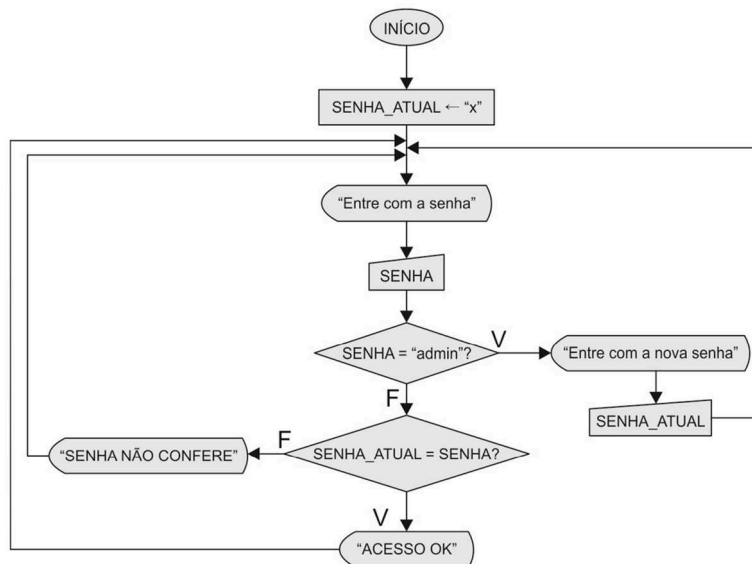 INÍCIO
SENHA_ATUAL ← “x”
“Entre com a senha”
SENHA
SENHA = “admin”?
V
“Entre com a nova senha”
F
SENHA_ATUAL
SENHA_ATUAL = SENHA?
F
“SENHA NÃO CONFERE”
V
“ACESSO OK”